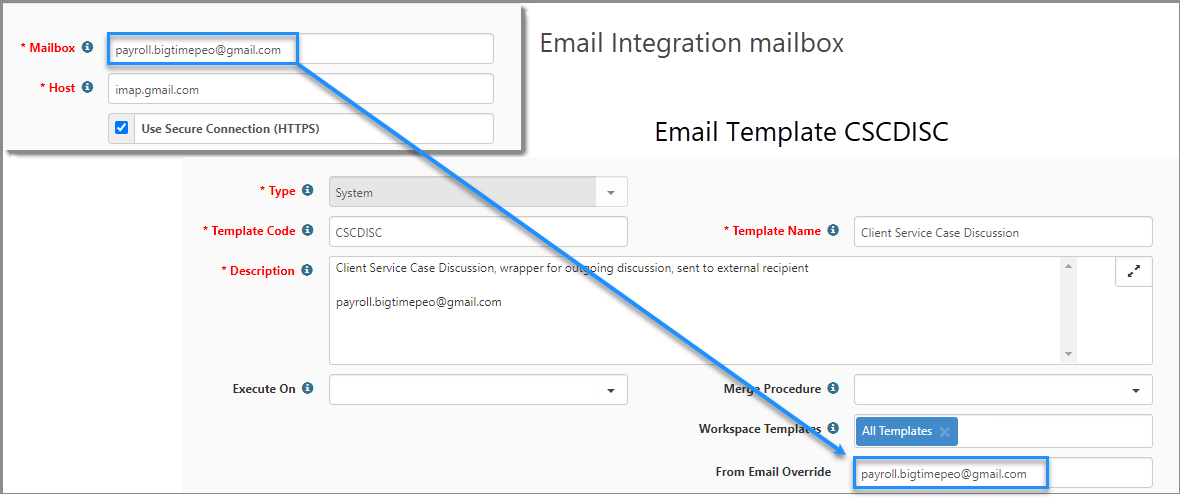 * Mailbox payroll.bigtimepeo@gmail.com
Email Integration mailbox
* Host imap.gmail.com
Use Secure Connection (HTTPS)
Email Template CSCDISC
* Type System
* Template Code CSCDISC * Template Name Client Service Case Discussion
* Description Client Service Case Discussion, wrapper for outgoing discussion, sent to external recipient
payroll.bigtimepeo@gmail.com
Execute On Merge Procedure
Workspace Templates All Templates
From Email Override payroll.bigtimepeo@gmail.com